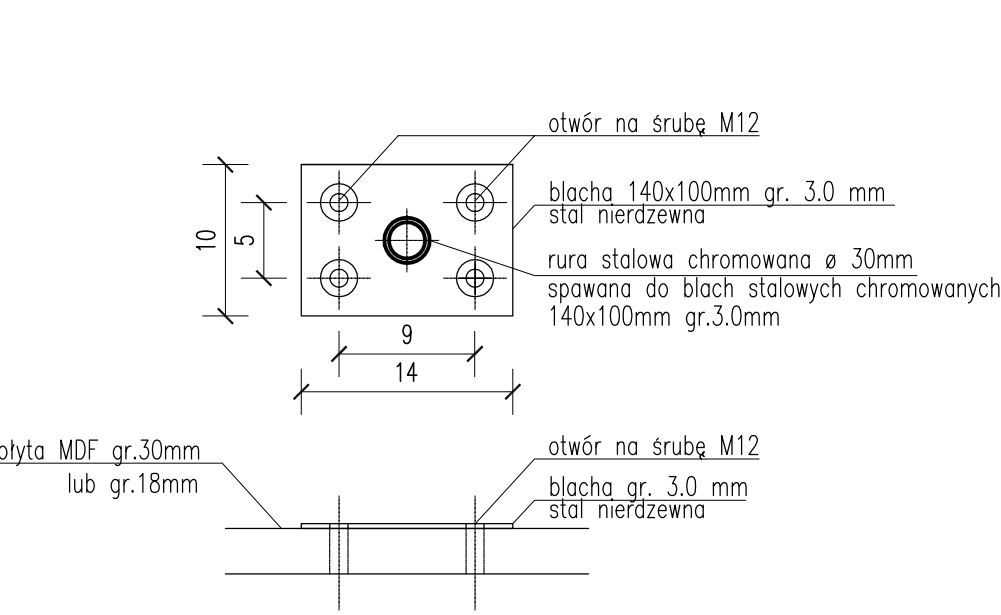 otwór na śrubę M12
blacha 140x100mm gr. 3.0 mm
stal nierdzewna
10
5
rura stalowa chromowana ø 30mm
spawana do blach stalowych chromowanych
140x100mm gr.3.0mm
9
14
płyta MDF gr.30mm
lub gr.18mm
otwór na śrubę M12
blacha gr. 3.0 mm
stal nierdzewna